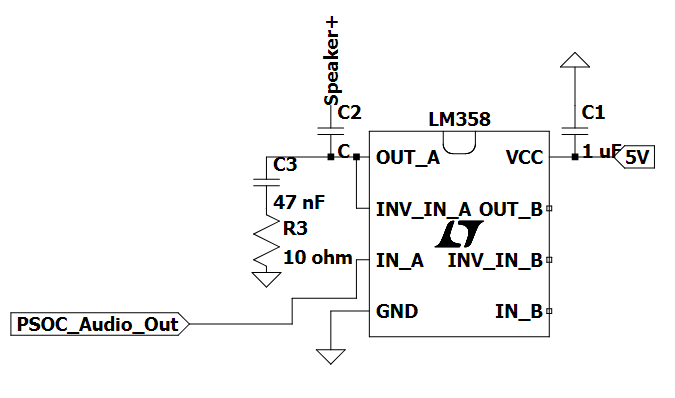 Speaker+
C2
C
LM358
C1
1 uF
5V
C3
47 nF
R3
10 ohm
OUT_A
VCC
INV_IN_A
OUT_B
IN_A
INV_IN_B
GND
IN_B
PSOC_Audio_Out